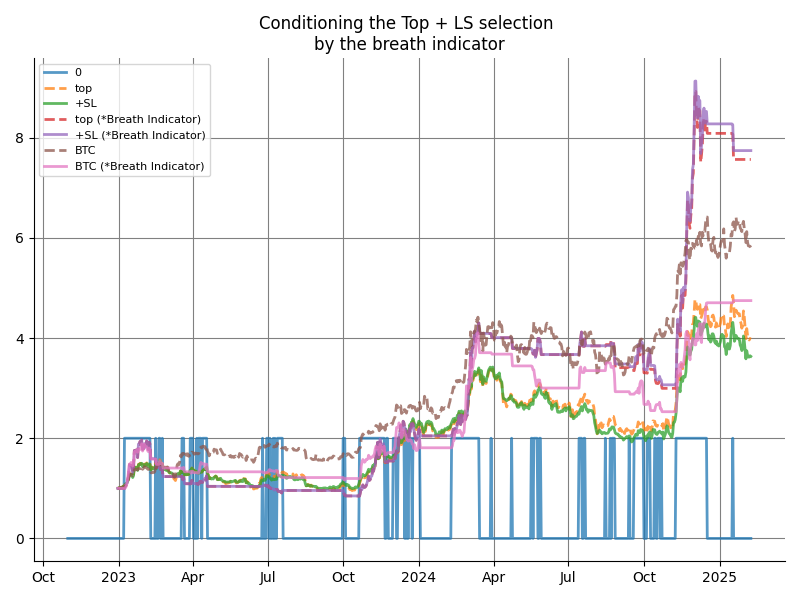 Conditioning the Top + LS selection
by the breath indicator
0
top
+SL
top (*Breath Indicator)
+SL (*Breath Indicator)
BTC
BTC (*Breath Indicator)
8
6
4
2
0
Oct
2023
Apr
Jul
Oct
2024
Apr
Jul
Oct
2025